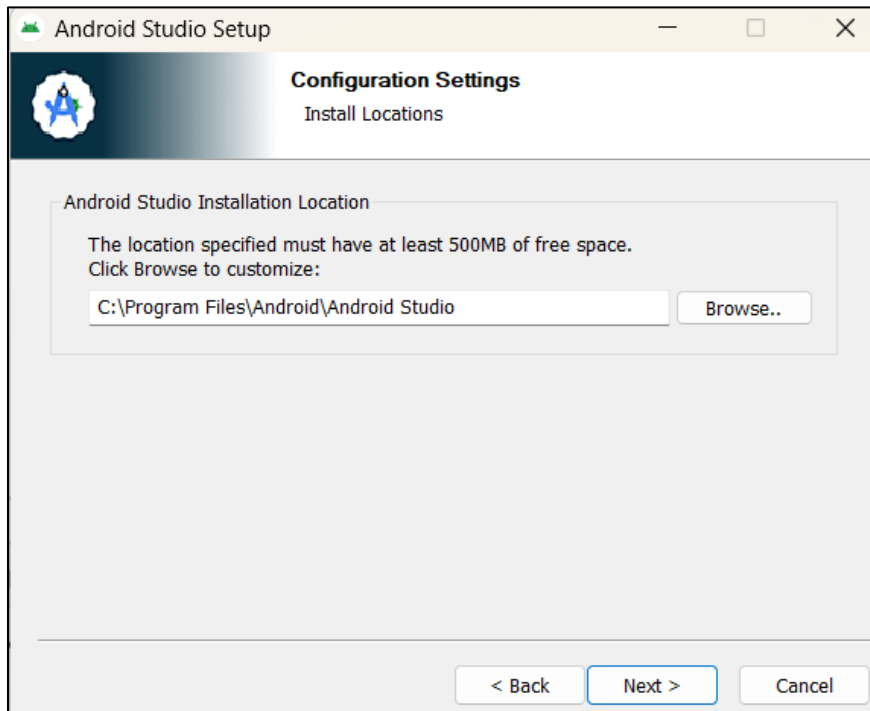 Android Studio Setup
Configuration Settings
Install Locations
Android Studio Installation Location
The location specified must have at least 500MB of free space.
Click Browse to customize:
C:\Program Files\Android\Android Studio
Browse..
< Back
Next >
Cancel